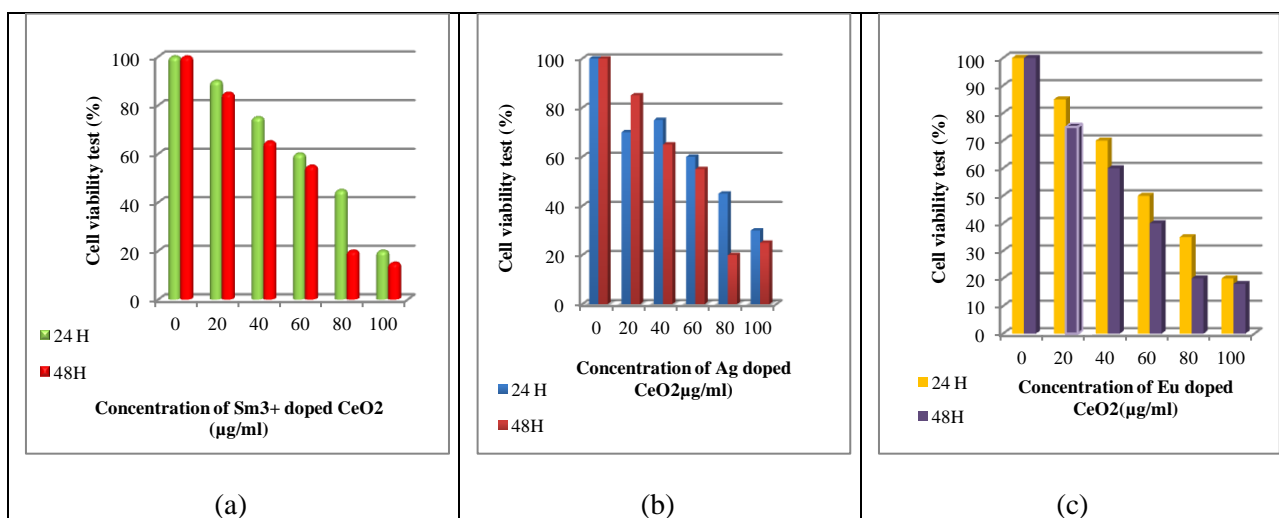 Cell viability test (%)
100
80
60
40
20
0
0 20 40 60 80 100
24 H
48H
Concentration of Sm3+ doped CeO2
(µg/ml)
(a)
Cell viability test (%)
100
80
60
40
20
0
0 20 40 60 80 100
Concentration of Ag doped
CeO2µg/ml)
24 H
48H
(b)
Cell viability test (%)
100
90
80
70
60
50
40
30
20
10
0
0 20 40 60 80 100
24 H
48H
Concentration of Eu doped
CeO2(µg/ml)
(c)